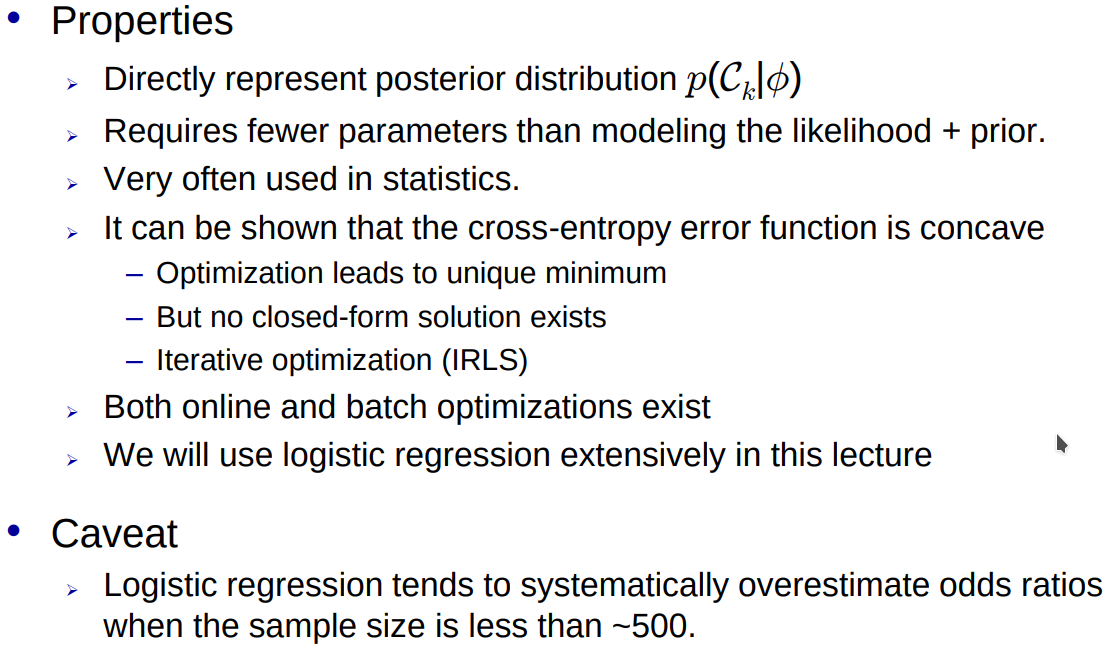 • Properties
➢ Directly represent posterior distribution p(𝒞ₖ|ϕ)
➢ Requires fewer parameters than modeling the likelihood + prior.
➢ Very often used in statistics.
➢ It can be shown that the cross-entropy error function is concave
– Optimization leads to unique minimum
– But no closed-form solution exists
– Iterative optimization (IRLS)
➢ Both online and batch optimizations exist
➢ We will use logistic regression extensively in this lecture
• Caveat
➢ Logistic regression tends to systematically overestimate odds ratios
when the sample size is less than ~500.